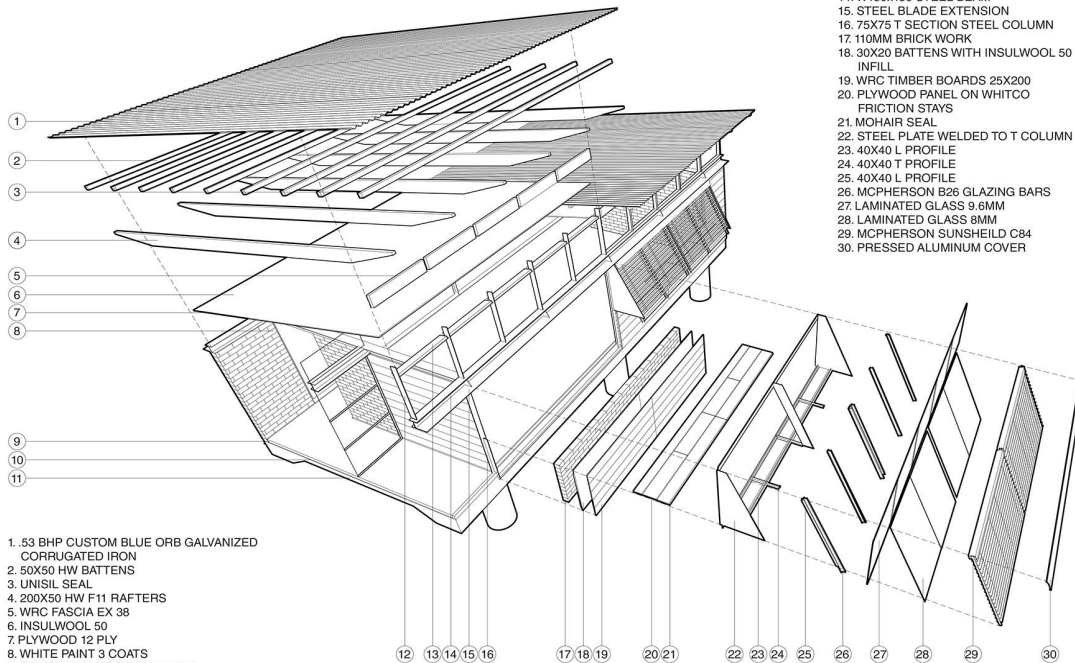 15. STEEL BLADE EXTENSION
16. 75X75 T SECTION STEEL COLUMN
17. 110MM BRICK WORK
18. 30X20 BATTENS WITH INSULWOOL 50
INFILL
19. WRC TIMBER BOARDS 25X200
20. PLYWOOD PANEL ON WHITCO
FRICTION STAYS
21. MOHAIR SEAL
22. STEEL PLATE WELDED TO T COLUMN
23. 40X40 L PROFILE
24. 40X40 T PROFILE
25. 40X40 L PROFILE
26. MCPHERSON B26 GLAZING BARS
27. LAMINATED GLASS 9.6MM
28. LAMINATED GLASS 8MM
29. MCPHERSON SUNSHEILD C84
30. PRESSED ALUMINUM COVER
1
2
3
4
5
6
7
8
9
10
11
1. .53 BHP CUSTOM BLUE ORB GALVANIZED
CORRUGATED IRON
2. 50X50 HW BATTENS
3. UNISIL SEAL
4. 200X50 HW F11 RAFTERS
5. WRC FASCIA EX 38
6. INSULWOOL 50
7. PLYWOOD 12 PLY
8. WHITE PAINT 3 COATS
12 13 14 15 16 17 18 19 20 21 22 23 24 25 26 27 28 29 30